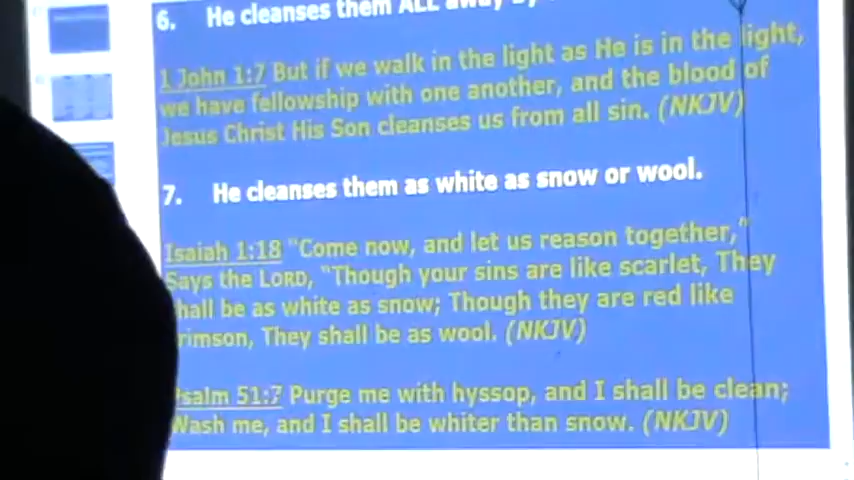 6. He cleanses them ALL away
1 John 1:7 But if we walk in the light as He is in the light,
we have fellowship with one another, and the blood of
Jesus Christ His Son cleanses us from all sin. (NKJV)
7. He cleanses them as white as snow or wool.
Isaiah 1:18 "Come now, and let us reason together,"
Says the LORD, "Though your sins are like scarlet, They
hall be as white as snow; Though they are red like
rimson, They shall be as wool. (NKJV)
salm 51:7 Purge me with hyssop, and I shall be clean;
Wash me, and I shall be whiter than snow. (NKJV)